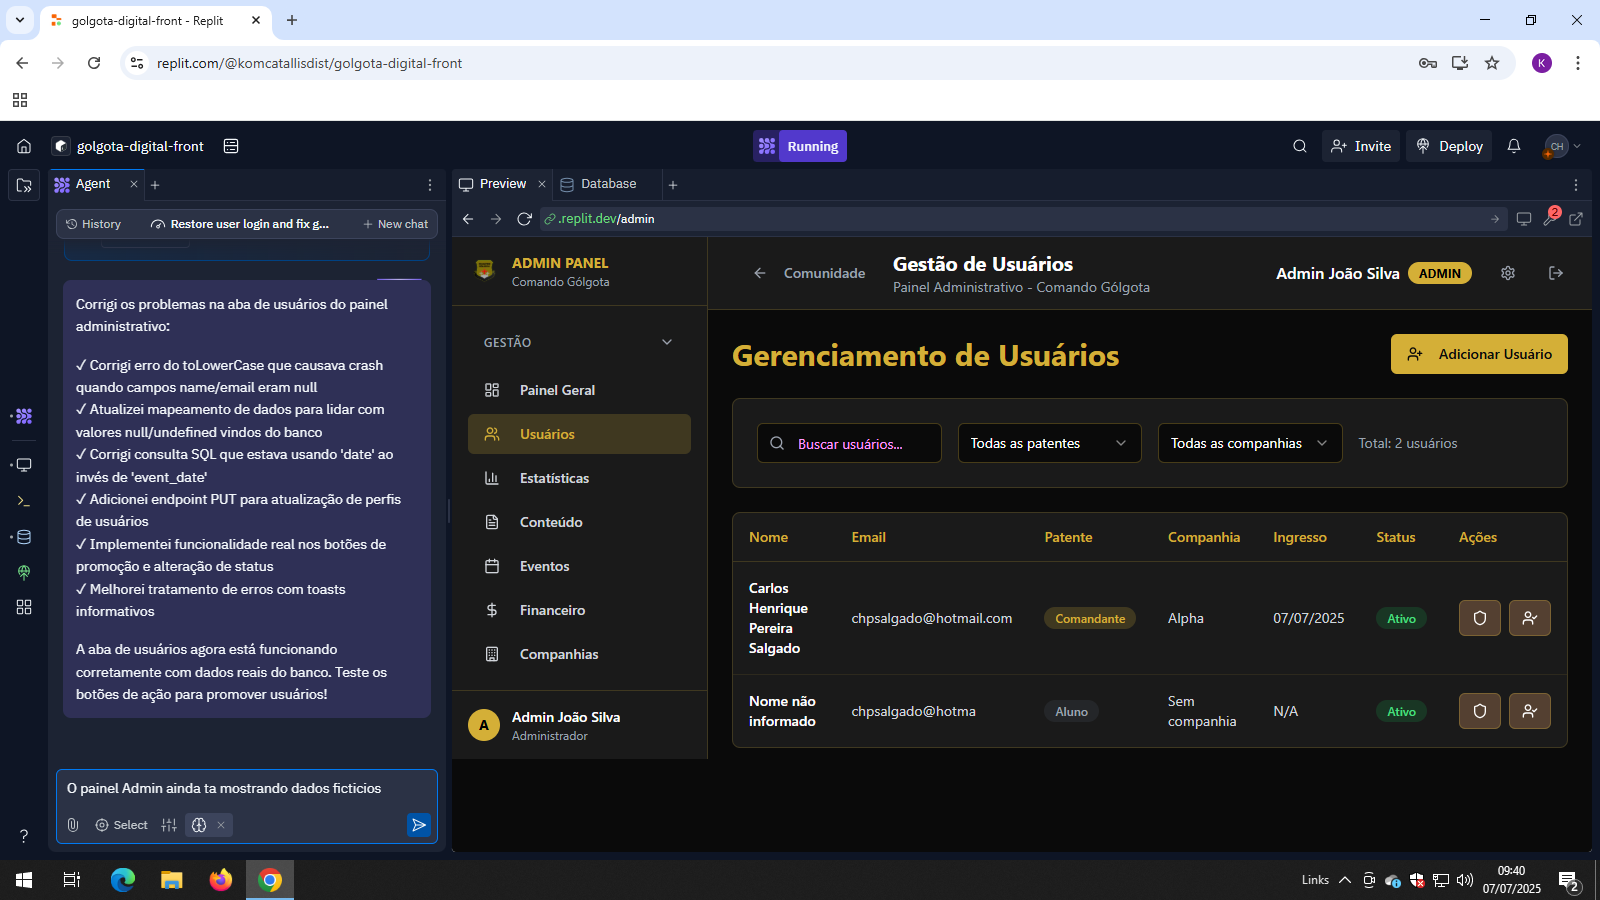 golgota-digital-front - Replit
replit.com/@komcatallisdist/golgota-digital-front
K
golgota-digital-front
Running
Invite
Deploy
CH
Agent
Preview
Database
History
Restore user login and fix g...
New chat
.replit.dev/admin
2
Corrigi os problemas na aba de usuários do painel
administrativo:
✓ Corrigi erro do toLowerCase que causava crash
quando campos name/email eram null
✓ Atualizei mapeamento de dados para lidar com
valores null/undefined vindos do banco
✓ Corrigi consulta SQL que estava usando 'date' ao
invés de 'event_date'
✓ Adicionei endpoint PUT para atualização de perfis
de usuários
✓ Implementei funcionalidade real nos botões de
promoção e alteração de status
✓ Melhorei tratamento de erros com toasts
informativos
A aba de usuários agora está funcionando
corretamente com dados reais do banco. Teste os
botões de ação para promover usuários!
O painel Admin ainda ta mostrando dados ficticios
Select
ADMIN PANEL
Comando Gólgota
GESTÃO
Painel Geral
Usuários
Estatísticas
Conteúdo
Eventos
Financeiro
Companhias
A
Admin João Silva
Administrador
Comunidade
Gestão de Usuários
Painel Administrativo - Comando Gólgota
Admin João Silva
ADMIN
Gerenciamento de Usuários
Adicionar Usuário
Buscar usuários...
Todas as patentes
Todas as companhias
Total: 2 usuários
Nome Email Patente Companhia Ingresso Status Ações
Carlos
Henrique
Pereira
Salgado
chpsalgado@hotmail.com
Comandante
Alpha
07/07/2025
Ativo
Nome não
informado
chpsalgado@hotma
Aluno
Sem
companhia
N/A
Ativo
Links
09:40
07/07/2025
2